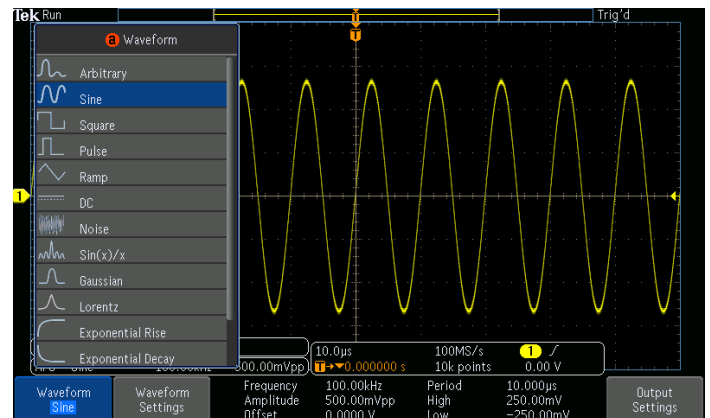 Tek Run
Trig'd
T
T
a Waveform
Arbitrary
Sine
Square
Pulse
Ramp
DC
Noise
Sin(x)/x
Gaussian
Lorentz
Exponential Rise
Exponential Decay
1
10.0µs
100MS/s
1
T→▼0.000000 s
10k points
0.00 V
500.00mVpp
Waveform
Sine
Waveform
Settings
Frequency 100.00kHz Period 10.000µs
Amplitude 500.00mVpp High 250.00mV
Offset 0.0000 V Low −250.00mV
Output
Settings